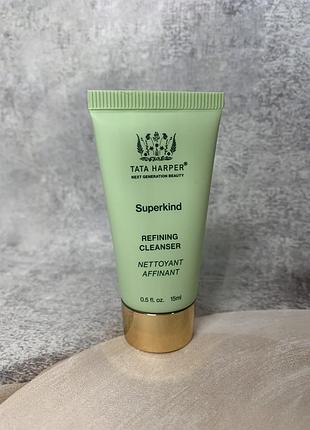 TATA HARPER®
NEXT GENERATION BEAUTY
Superkind
REFINING
CLEANSER
NETTOYANT
AFFINANT
0.5 fl. oz. 15ml